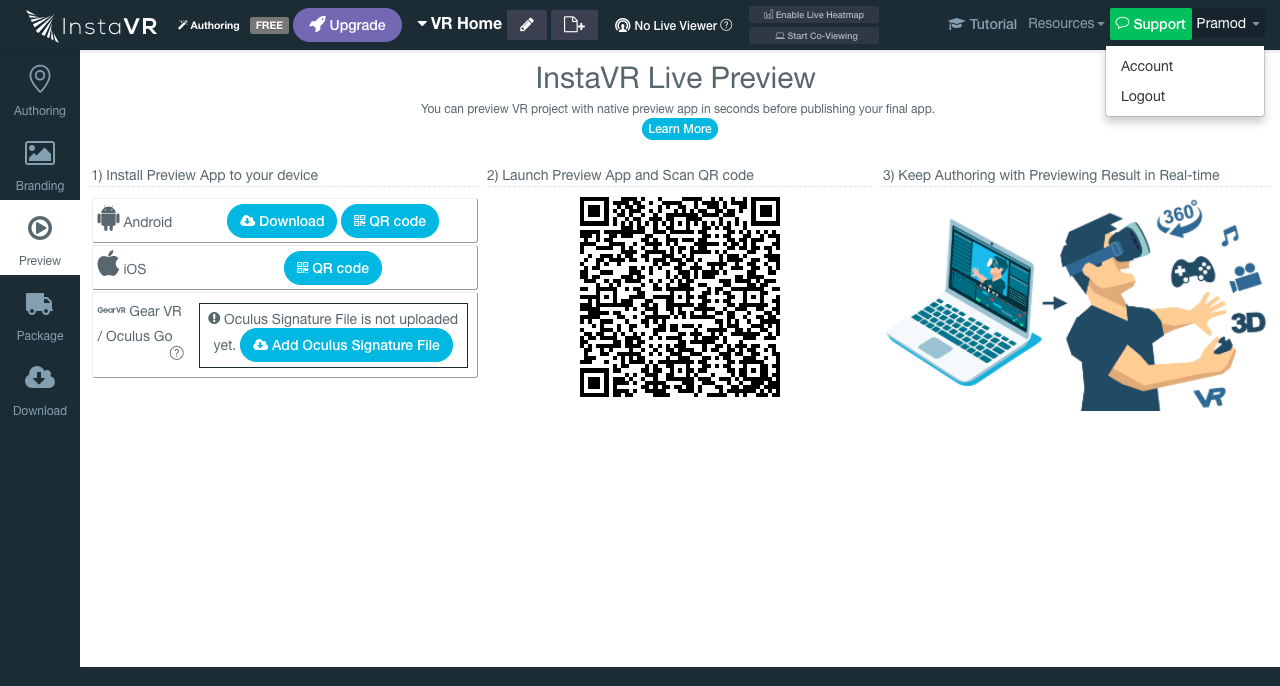 InstaVR
Authoring
FREE
Upgrade
VR Home
No Live Viewer
Enable Live Heatmap
Start Co-Viewing
Tutorial
Resources
Support
Pramod
Account
Logout
Authoring
Branding
Preview
Package
Download
InstaVR Live Preview
You can preview VR project with native preview app in seconds before publishing your final app.
Learn More
1) Install Preview App to your device
Android
Download
QR code
iOS
QR code
GearVR Gear VR
/ Oculus Go
Oculus Signature File is not uploaded
yet. Add Oculus Signature File
2) Launch Preview App and Scan QR code
3) Keep Authoring with Previewing Result in Real-time
360°
3D
VR